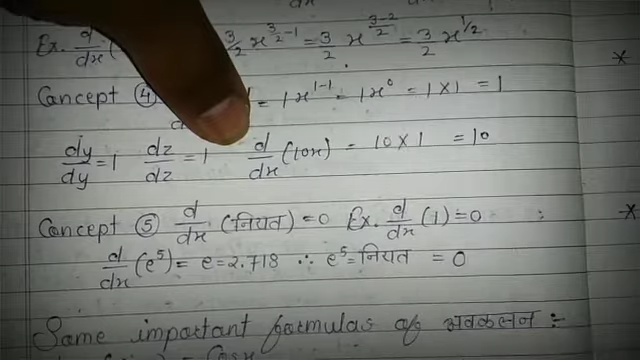 Ex. d/dx ( 3/2 x^(3/2 -1) = 3/2 x^((3-2)/2) = 3/2 x^(1/2)
Concept ④ = 1x^(1-1) = 1x^0 = 1×1 = 1
dy/dy = 1 dz/dz = 1 d/dx (10x) = 10×1 = 10
Concept ⑤ d/dx (नियत) = 0 Ex. d/dx (1) = 0
d/dx (e^5) = e = 2.718 ∴ e^5 = नियत = 0
Same important formulas of अवकलन :-